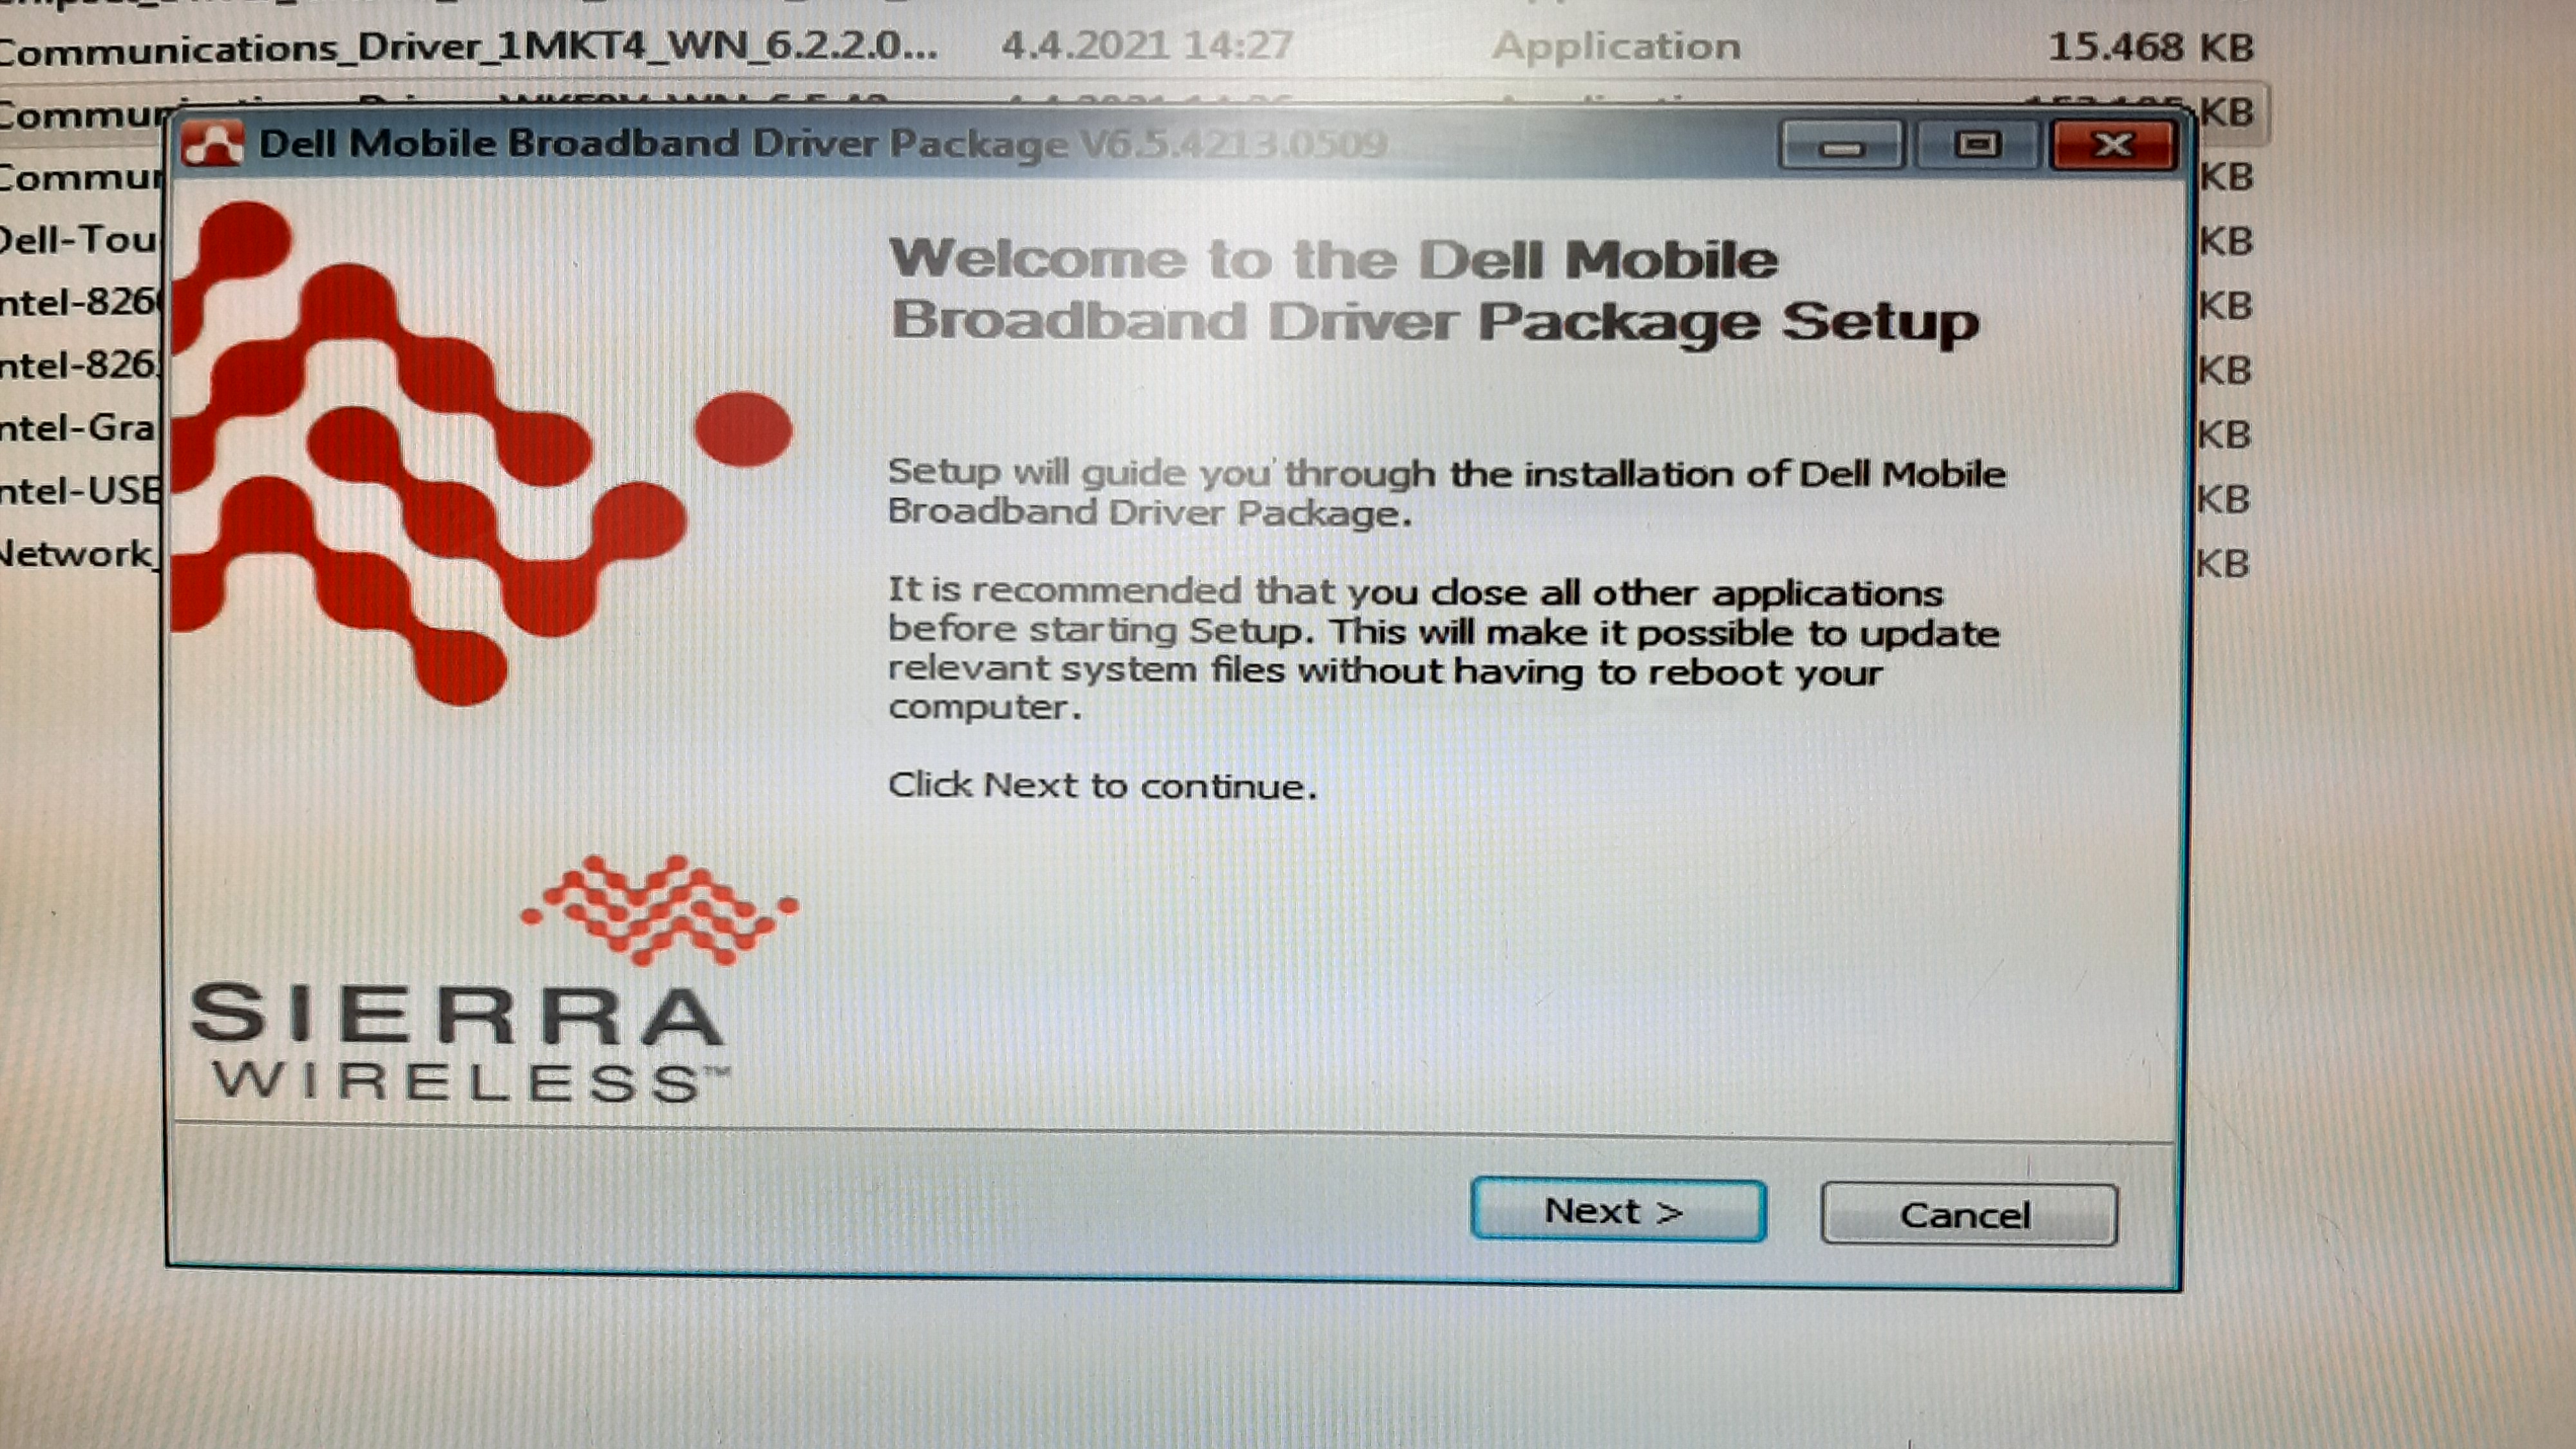 Communications_Driver_1MKT4_WN_6.2.2.0... 4.4.2021 14:27 Application 15.468 KB
Commun KB
Dell Mobile Broadband Driver Package V6.5.4213.0509
Commun KB
Dell-Tou KB
Welcome to the Dell Mobile
Broadband Driver Package Setup
ntel-826 KB
ntel-826 KB
ntel-Gra KB
ntel-USB KB
Network_ KB
Setup will guide you through the installation of Dell Mobile
Broadband Driver Package.
It is recommended that you close all other applications
before starting Setup. This will make it possible to update
relevant system files without having to reboot your
computer.
Click Next to continue.
SIERRA
WIRELESS™
Next >
Cancel